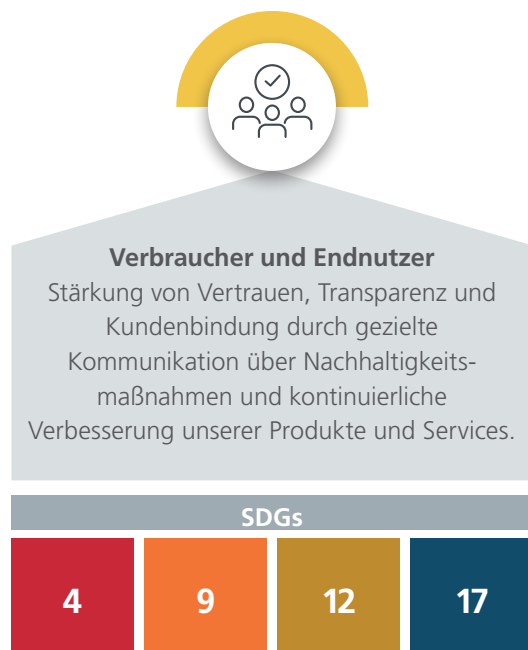 Verbraucher und Endnutzer
Stärkung von Vertrauen, Transparenz und
Kundenbindung durch gezielte
Kommunikation über Nachhaltigkeits-
maßnahmen und kontinuierliche
Verbesserung unserer Produkte und Services.
SDGs
4 9 12 17